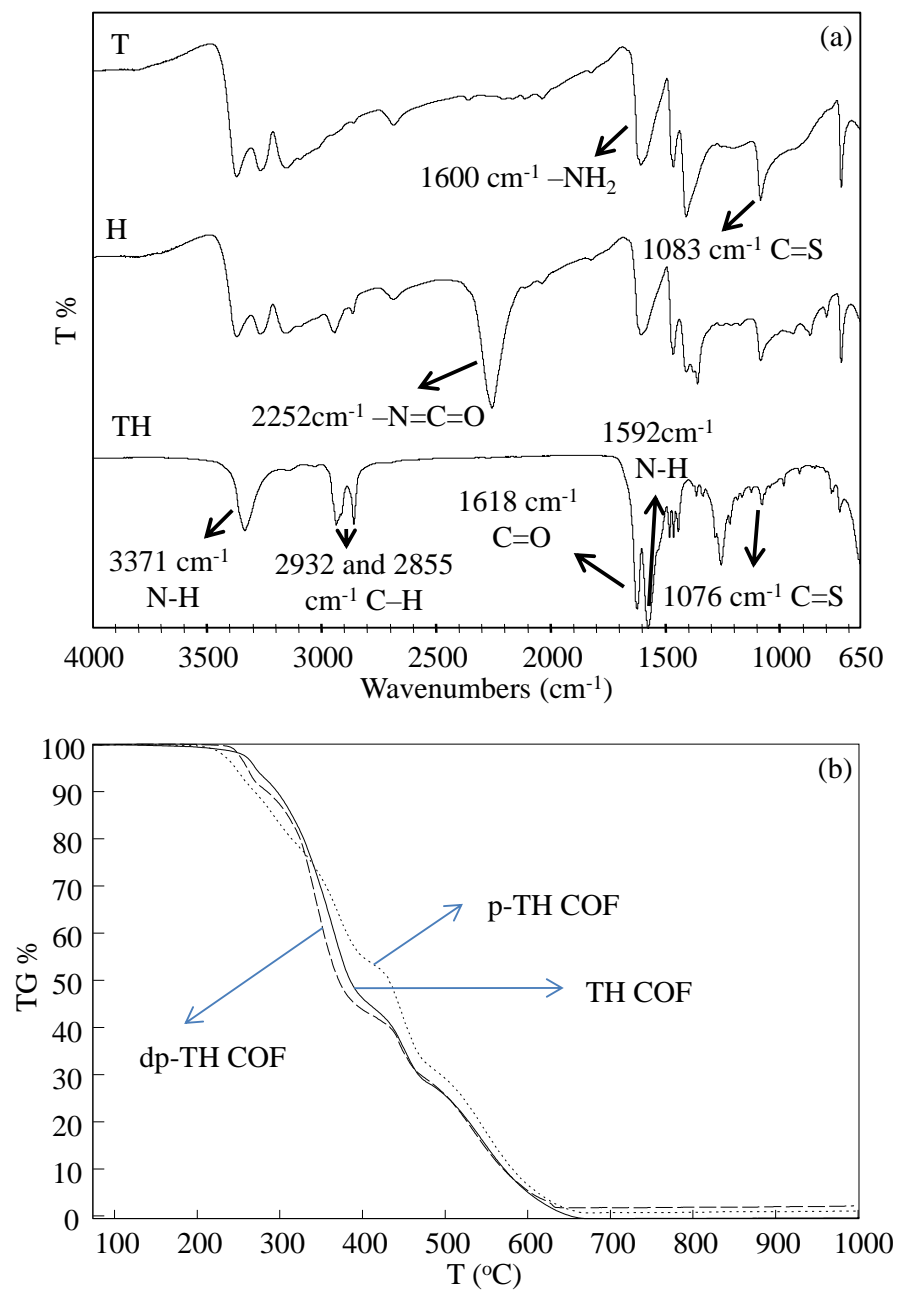 (a)
T
1600 cm⁻¹ –NH₂
1083 cm⁻¹ C=S
H
T %
2252cm⁻¹ –N=C=O
TH
1592cm⁻¹
N-H
1618 cm⁻¹
C=O
3371 cm⁻¹
N-H
2932 and 2855
cm⁻¹ C–H
1076 cm⁻¹ C=S
4000 3000 2500 2000 1500 1000 650
Wavenumbers (cm⁻¹)
(b)
100
90
80
70
60
50
40
30
20
10
0
TG %
p-TH COF
TH COF
dp-TH COF
100 200 300 400 500 600 700 800 900 1000
T (ºC)